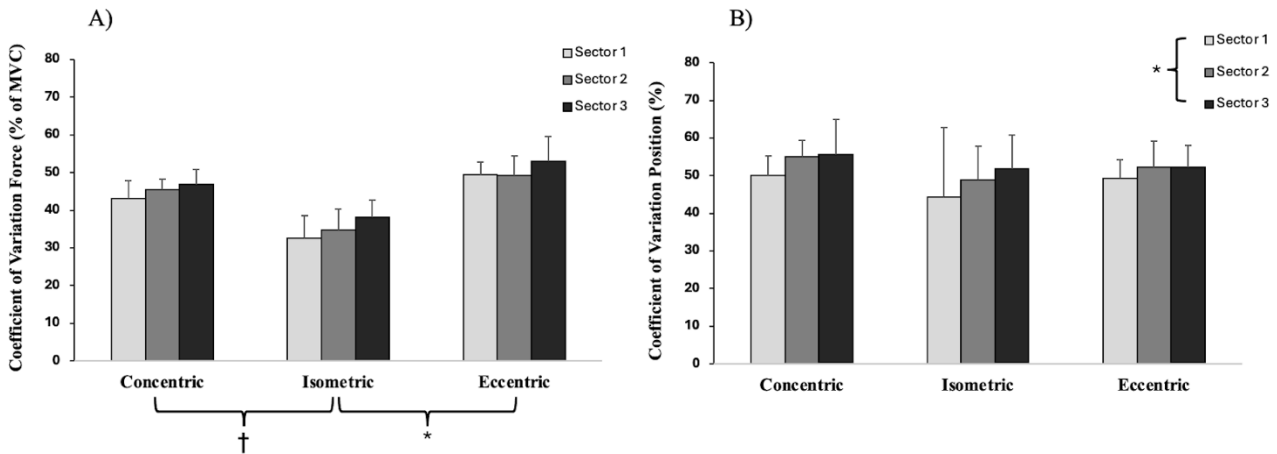 A)
Coefficient of Variation Force (% of MVC)
80
70
60
50
40
30
20
10
0
Sector 1
Sector 2
Sector 3
Concentric
Isometric
Eccentric
†
*
B)
Coefficient of Variation Position (%)
80
70
60
50
40
30
20
10
0
*
Sector 1
Sector 2
Sector 3
Concentric
Isometric
Eccentric